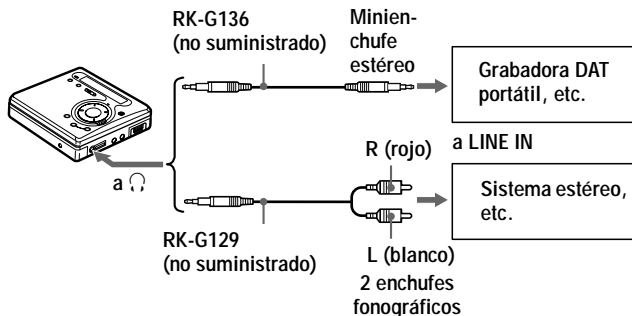 RK-G136
(no suministrado)
Minien-
chufe
estéreo
Grabadora DAT
portátil, etc.
a LINE IN
a
R (rojo)
Sistema estéreo,
etc.
RK-G129
(no suministrado)
L (blanco)
2 enchufes
fonográficos